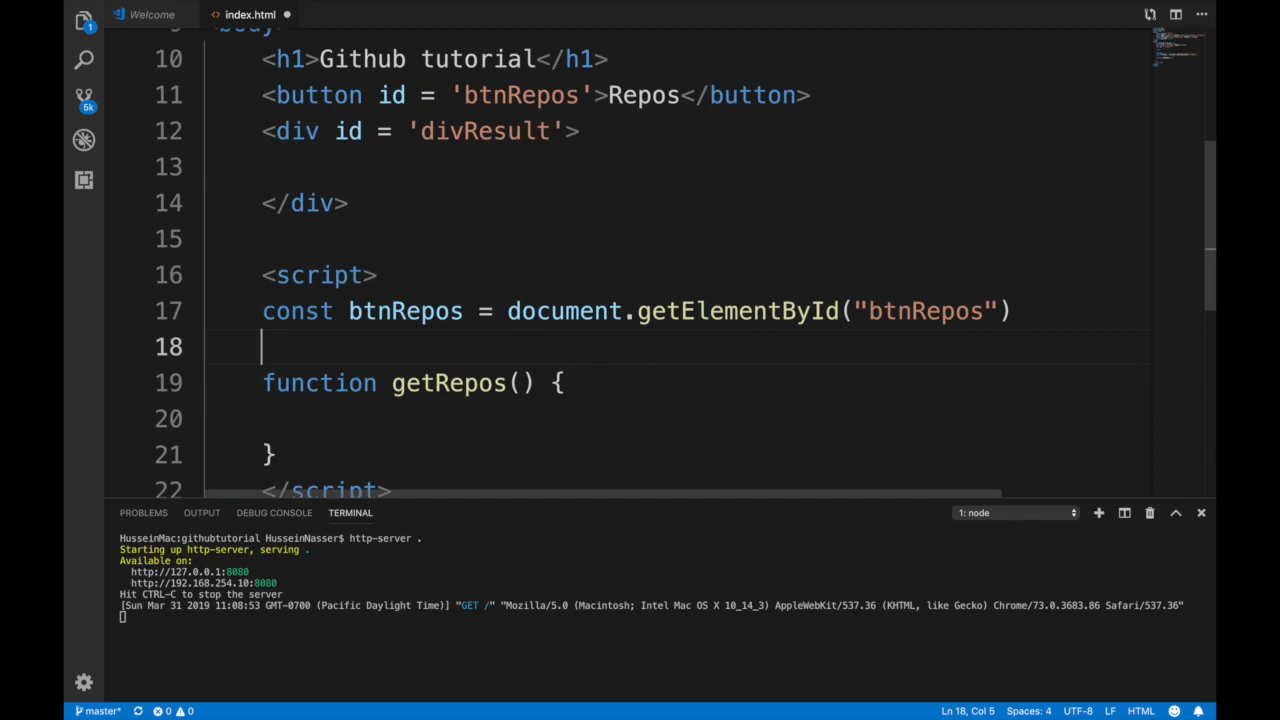 Welcome
<> index.html
1
5k
9 <body>
10 <h1>Github tutorial</h1>
11 <button id = 'btnRepos'>Repos</button>
12 <div id = 'divResult'>
13
14 </div>
15
16 <script>
17 const btnRepos = document.getElementById("btnRepos")
18
19 function getRepos() {
20
21 }
22 </script>
PROBLEMS OUTPUT DEBUG CONSOLE TERMINAL 1: node
HusseinMac:githubtutorial HusseinNasser$ http-server .
Starting up http-server, serving .
Available on:
http://127.0.0.1:8080
http://192.168.254.10:8080
Hit CTRL-C to stop the server
[Sun Mar 31 2019 11:08:53 GMT-0700 (Pacific Daylight Time)] "GET /" "Mozilla/5.0 (Macintosh; Intel Mac OS X 10_14_3) AppleWebKit/537.36 (KHTML, like Gecko) Chrome/73.0.3683.86 Safari/537.36"
master* 0 0 Ln 18, Col 5 Spaces: 4 UTF-8 LF HTML